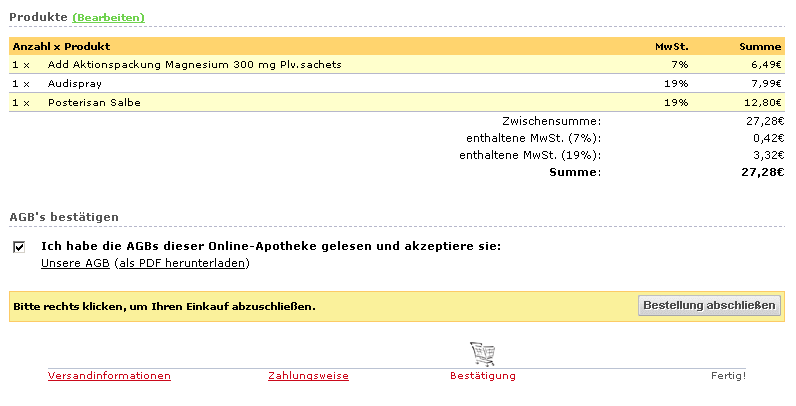 Produkte (Bearbeiten)
Anzahl x Produkt MwSt. Summe
1 x Add Aktionspackung Magnesium 300 mg Plv.sachets 7% 6,49€
1 x Audispray 19% 7,99€
1 x Posterisan Salbe 19% 12,80€
Zwischensumme: 27,28€
enthaltene MwSt. (7%): 0,42€
enthaltene MwSt. (19%): 3,32€
Summe: 27,28€
AGB's bestätigen
Ich habe die AGBs dieser Online-Apotheke gelesen und akzeptiere sie:
Unsere AGB (als PDF herunterladen)
Bitte rechts klicken, um Ihren Einkauf abzuschließen. Bestellung abschließen
Versandinformationen Zahlungsweise Bestätigung Fertig!